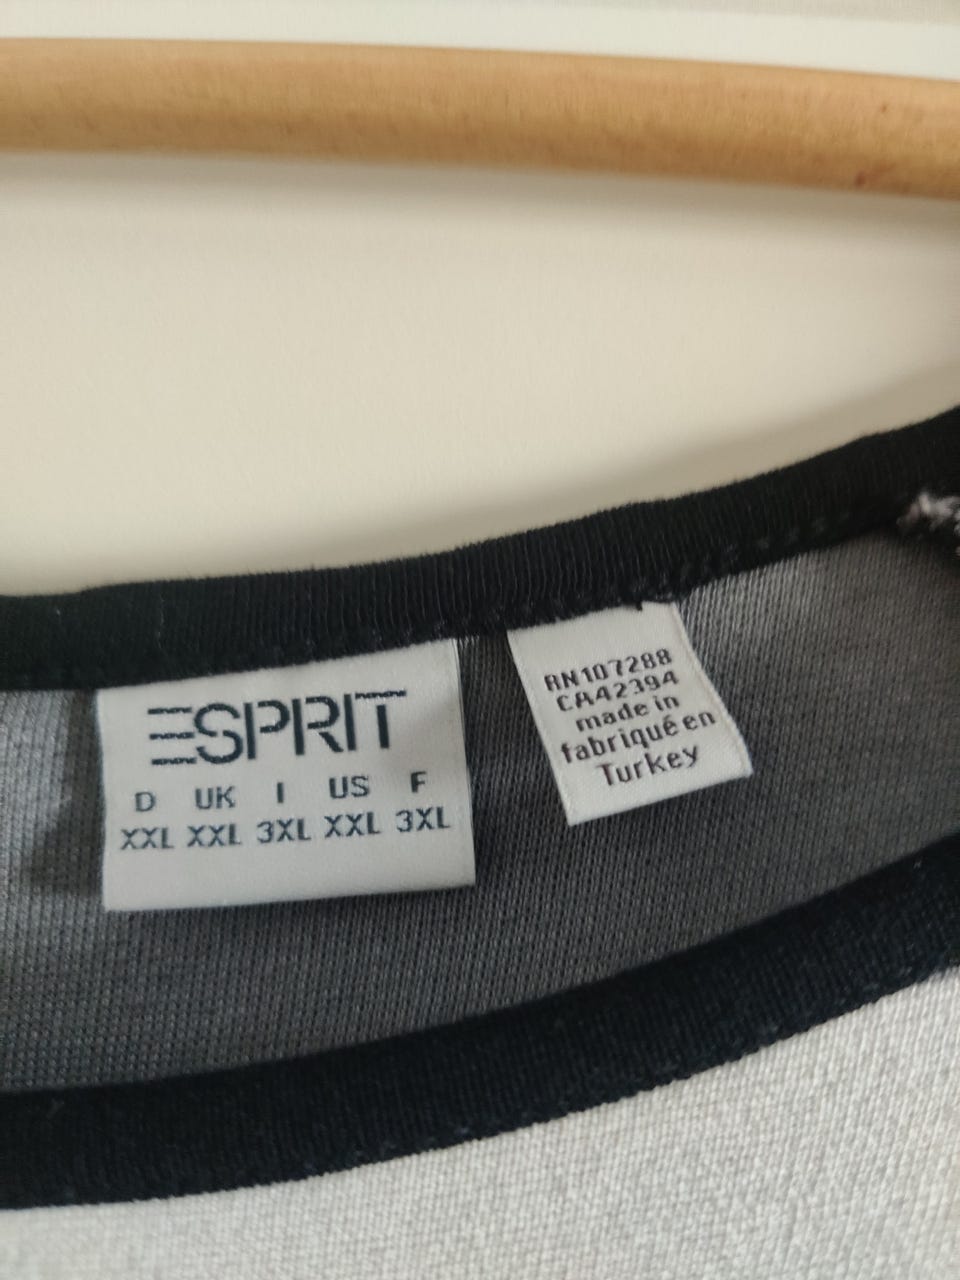 ESPRIT
D UK I US F
XXL XXL 3XL XXL 3XL
RN107288
CA42394
made in
fabriqué en
Turkey